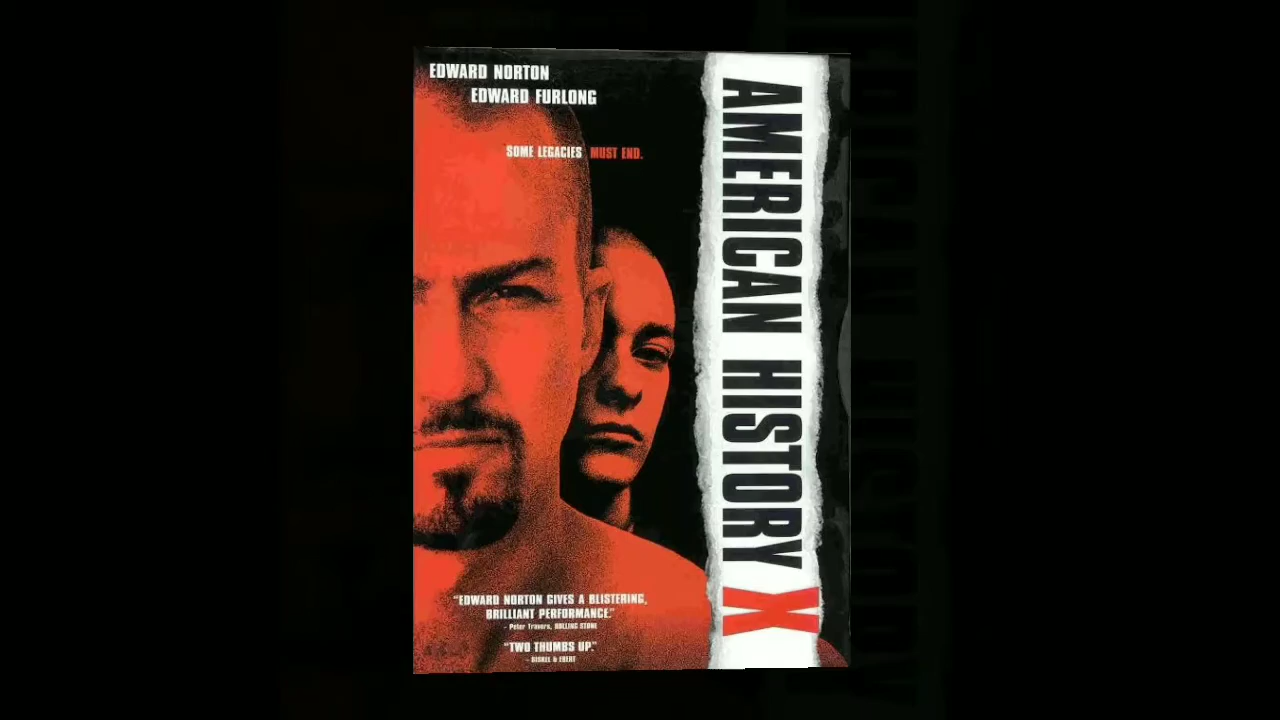 EDWARD NORTON
EDWARD FURLONG
SOME LEGACIES MUST END.
AMERICAN HISTORY X
"EDWARD NORTON GIVES A BLISTERING,
BRILLIANT PERFORMANCE."
- Peter Travers, ROLLING STONE
"TWO THUMBS UP."
- SISKEL & EBERT